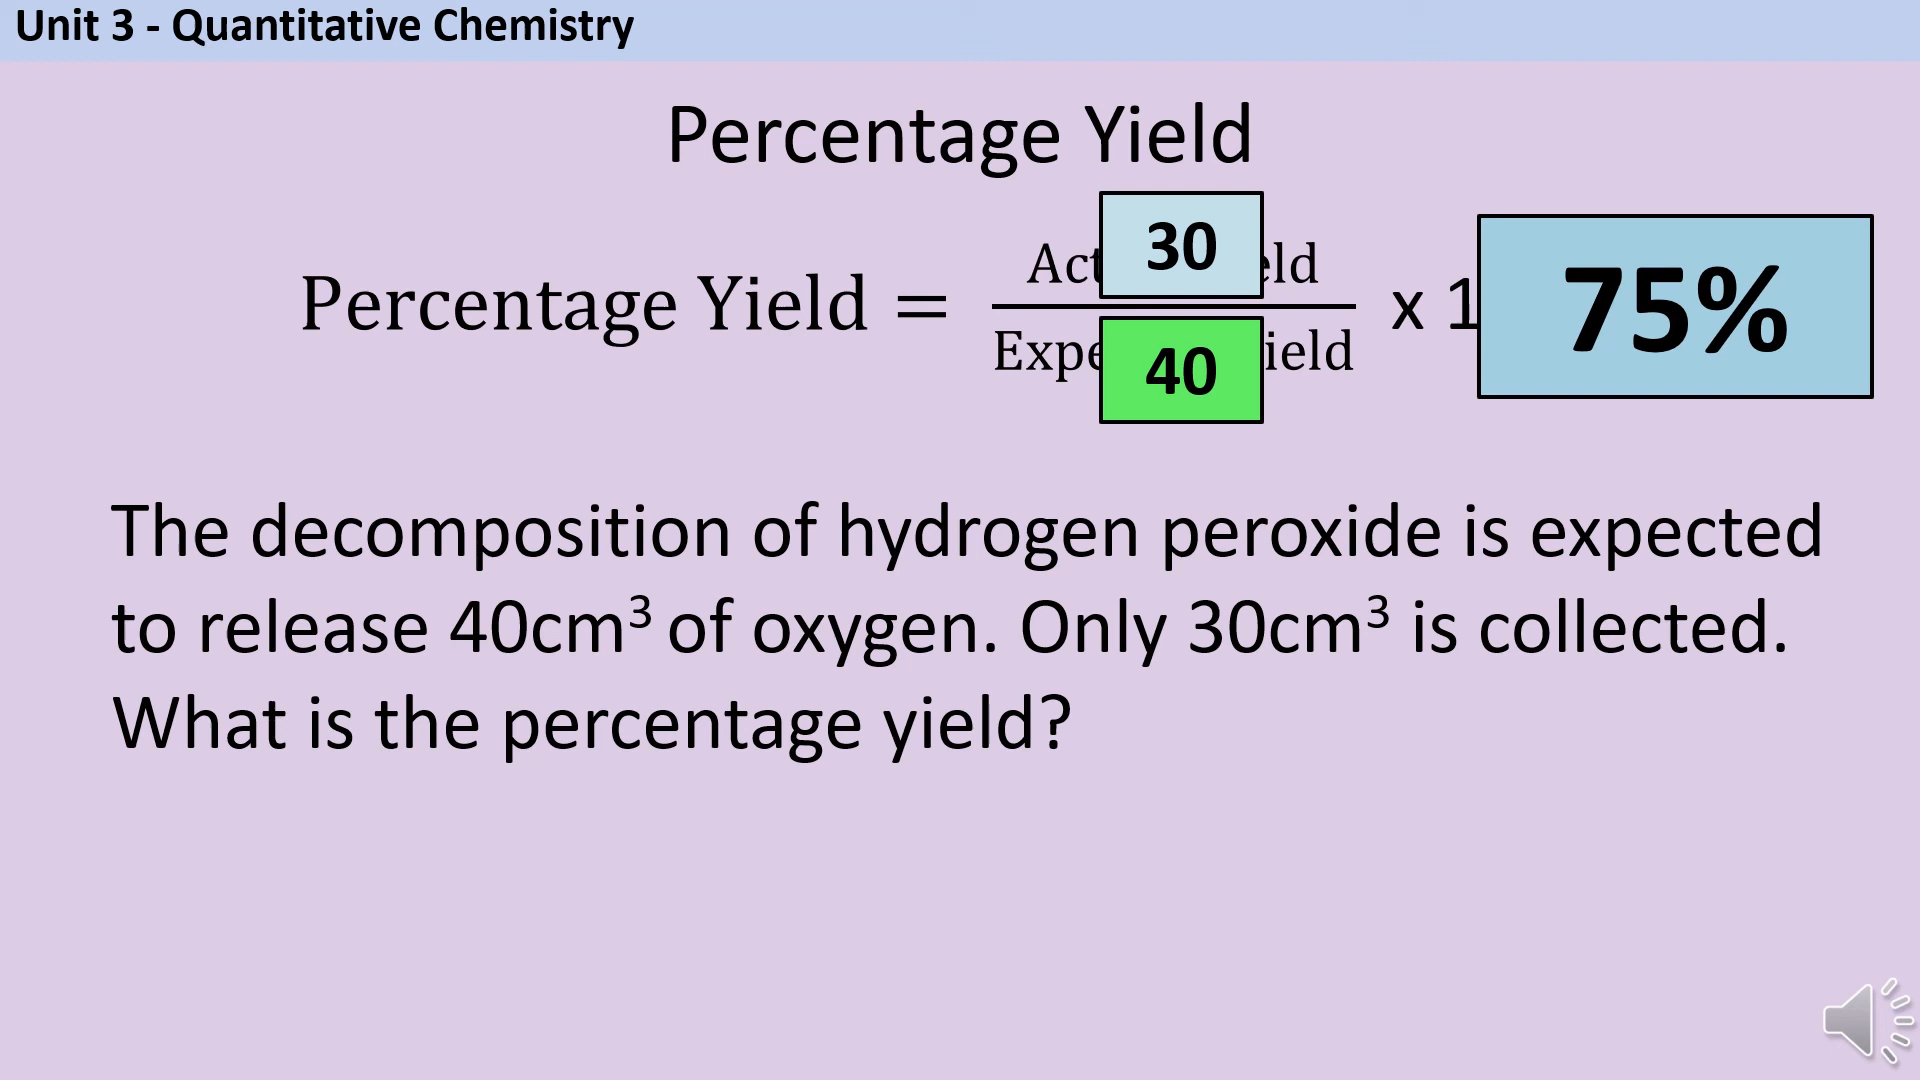 Unit 3 - Quantitative Chemistry
Percentage Yield
Percentage Yield =
30
40
x 1
75%
The decomposition of hydrogen peroxide is expected
to release 40cm³ of oxygen. Only 30cm³ is collected.
What is the percentage yield?